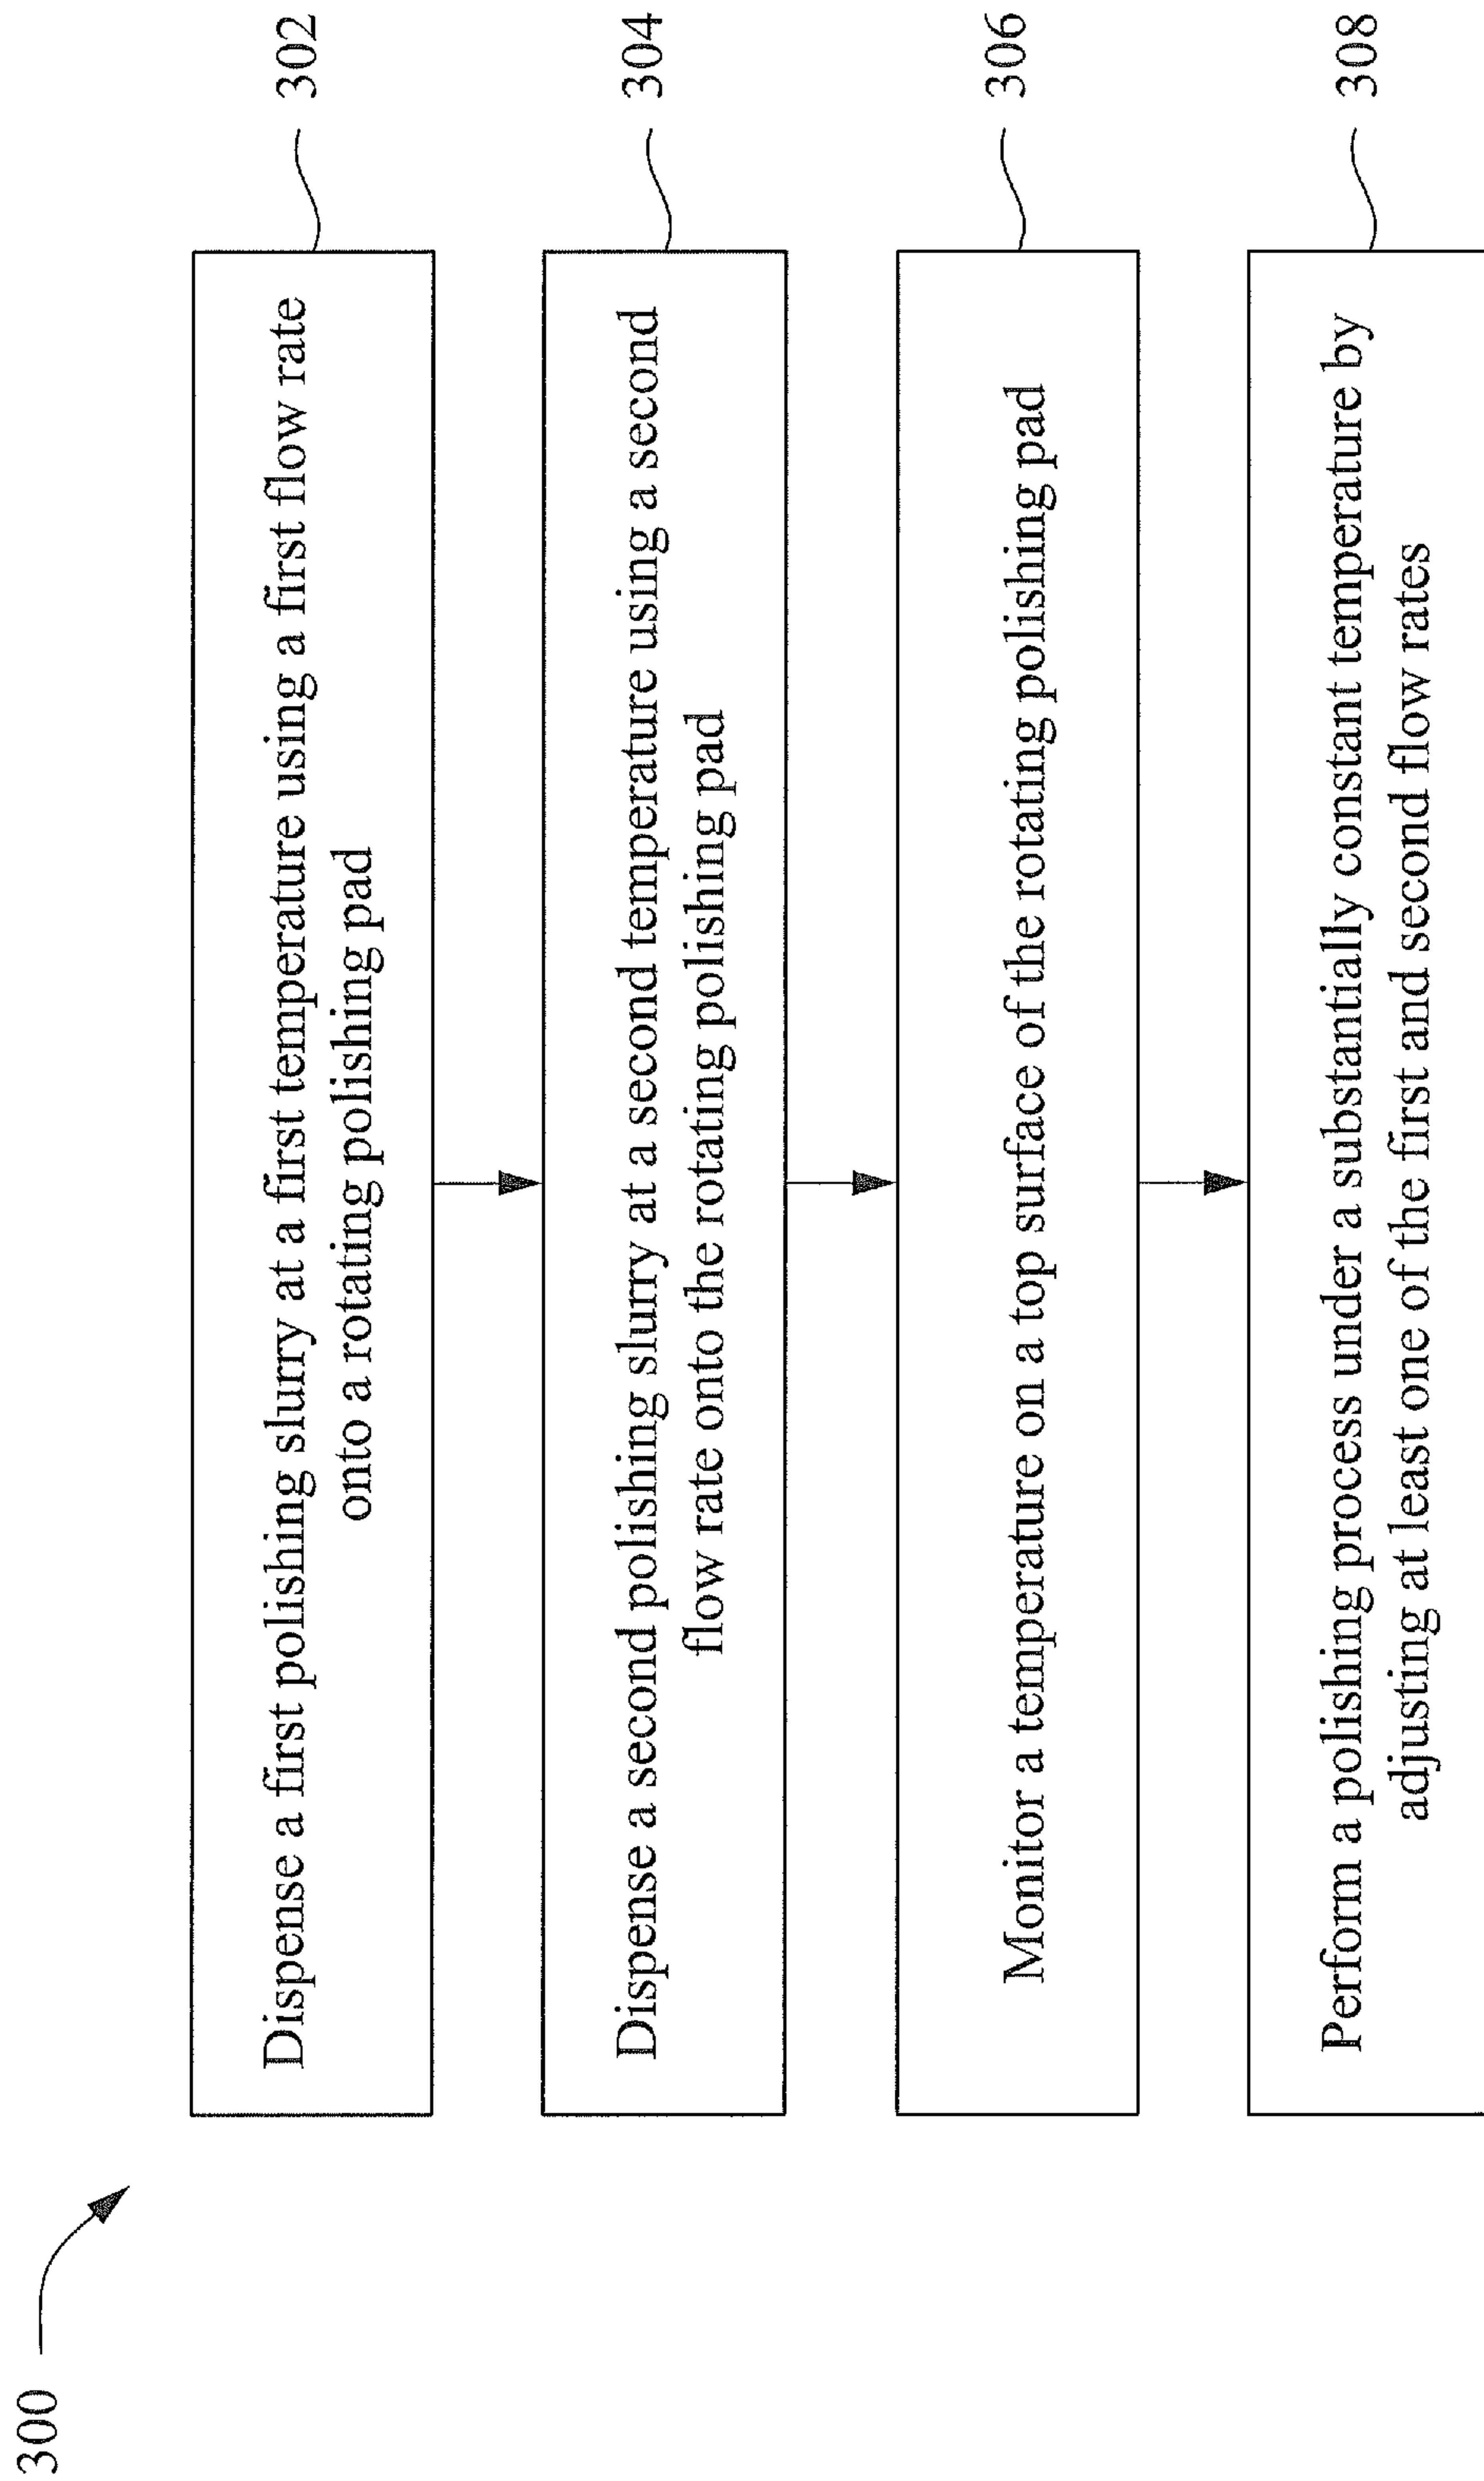 300
Dispense a first polishing slurry at a first temperature using a first flow rate
onto a rotating polishing pad
302
Dispense a second polishing slurry at a second temperature using a second
flow rate onto the rotating polishing pad
304
Monitor a temperature on a top surface of the rotating polishing pad
306
Perform a polishing process under a substantially constant temperature by
adjusting at least one of the first and second flow rates
308